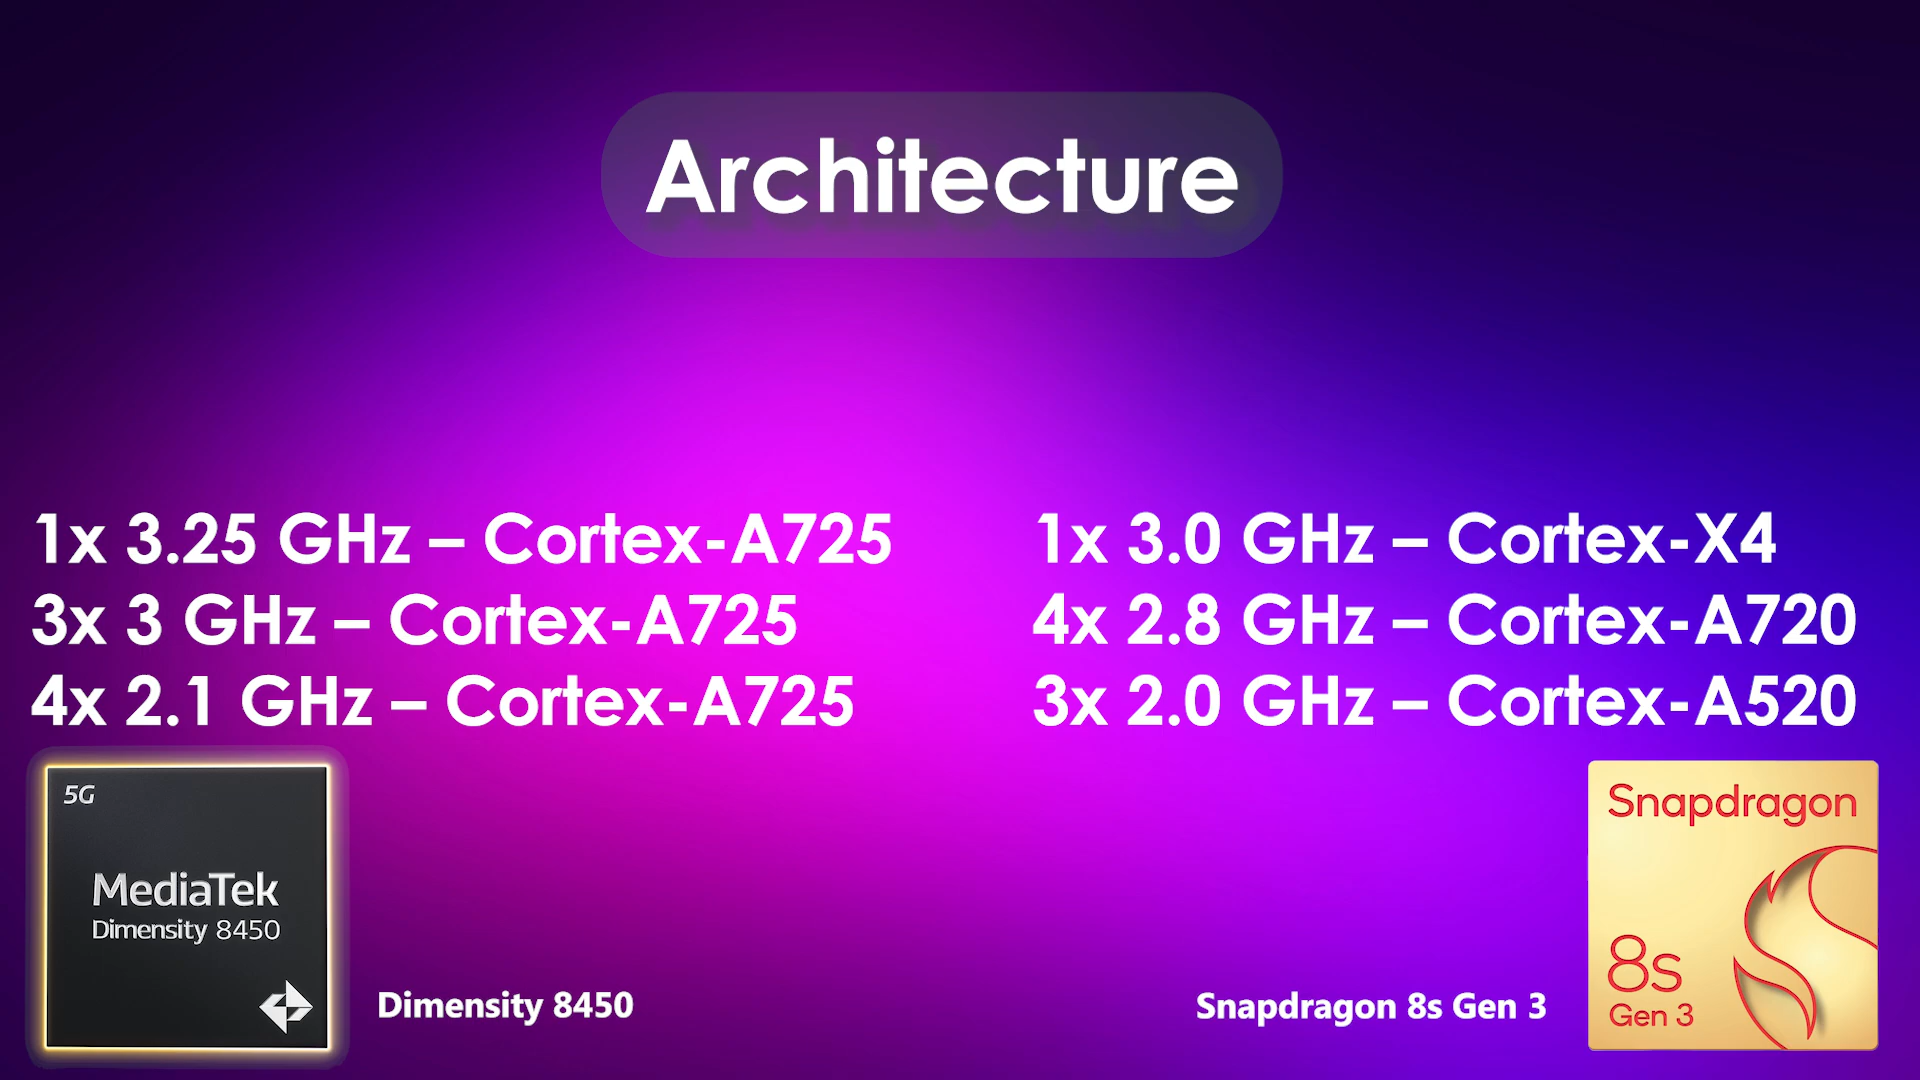 Architecture
1x 3.25 GHz – Cortex-A725
3x 3 GHz – Cortex-A725
4x 2.1 GHz – Cortex-A725
1x 3.0 GHz – Cortex-X4
4x 2.8 GHz – Cortex-A720
3x 2.0 GHz – Cortex-A520
5G
MediaTek
Dimensity 8450
Dimensity 8450
Snapdragon 8s Gen 3
Snapdragon
8s
Gen 3